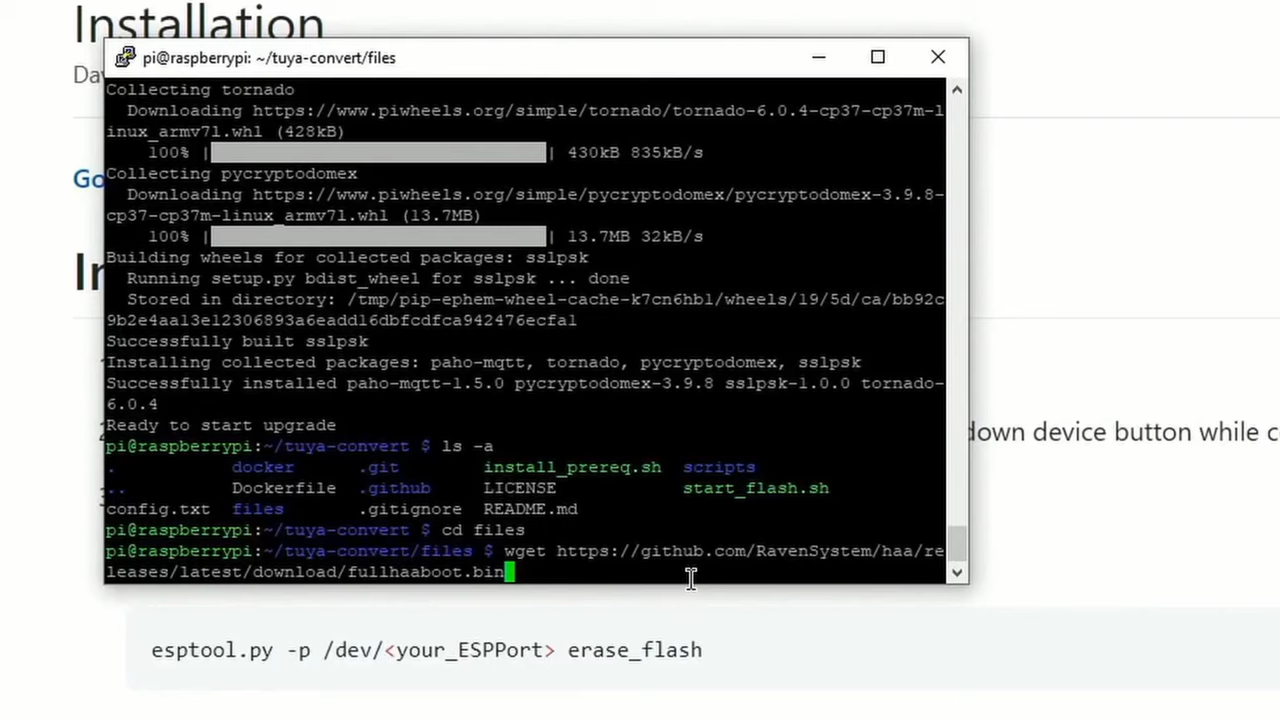 Installation
pi@raspberrypi: ~/tuya-convert/files
Collecting tornado
Downloading https://www.piwheels.org/simple/tornado/tornado-6.0.4-cp37-cp37m-l
inux_armv7l.whl (428kB)
100% | | 430kB 835kB/s
Collecting pycryptodomex
Downloading https://www.piwheels.org/simple/pycryptodomex/pycryptodomex-3.9.8-
cp37-cp37m-linux_armv7l.whl (13.7MB)
100% | | 13.7MB 32kB/s
Building wheels for collected packages: sslpsk
Running setup.py bdist_wheel for sslpsk ... done
Stored in directory: /tmp/pip-ephem-wheel-cache-k7cn6hbl/wheels/19/5d/ca/bb92c
9b2e4aa13e12306893a6eadd16dbfcdfca942476ecfa1
Successfully built sslpsk
Installing collected packages: paho-mqtt, tornado, pycryptodomex, sslpsk
Successfully installed paho-mqtt-1.5.0 pycryptodomex-3.9.8 sslpsk-1.0.0 tornado-
6.0.4
Ready to start upgrade
pi@raspberrypi:~/tuya-convert $ ls -a
. docker .git install_prereq.sh scripts
.. Dockerfile .github LICENSE start_flash.sh
config.txt files .gitignore README.md
pi@raspberrypi:~/tuya-convert $ cd files
pi@raspberrypi:~/tuya-convert/files $ wget https://github.com/RavenSystem/haa/re
leases/latest/download/fullhaaboot.bin
down device button while
esptool.py -p /dev/<your_ESPPort> erase_flash